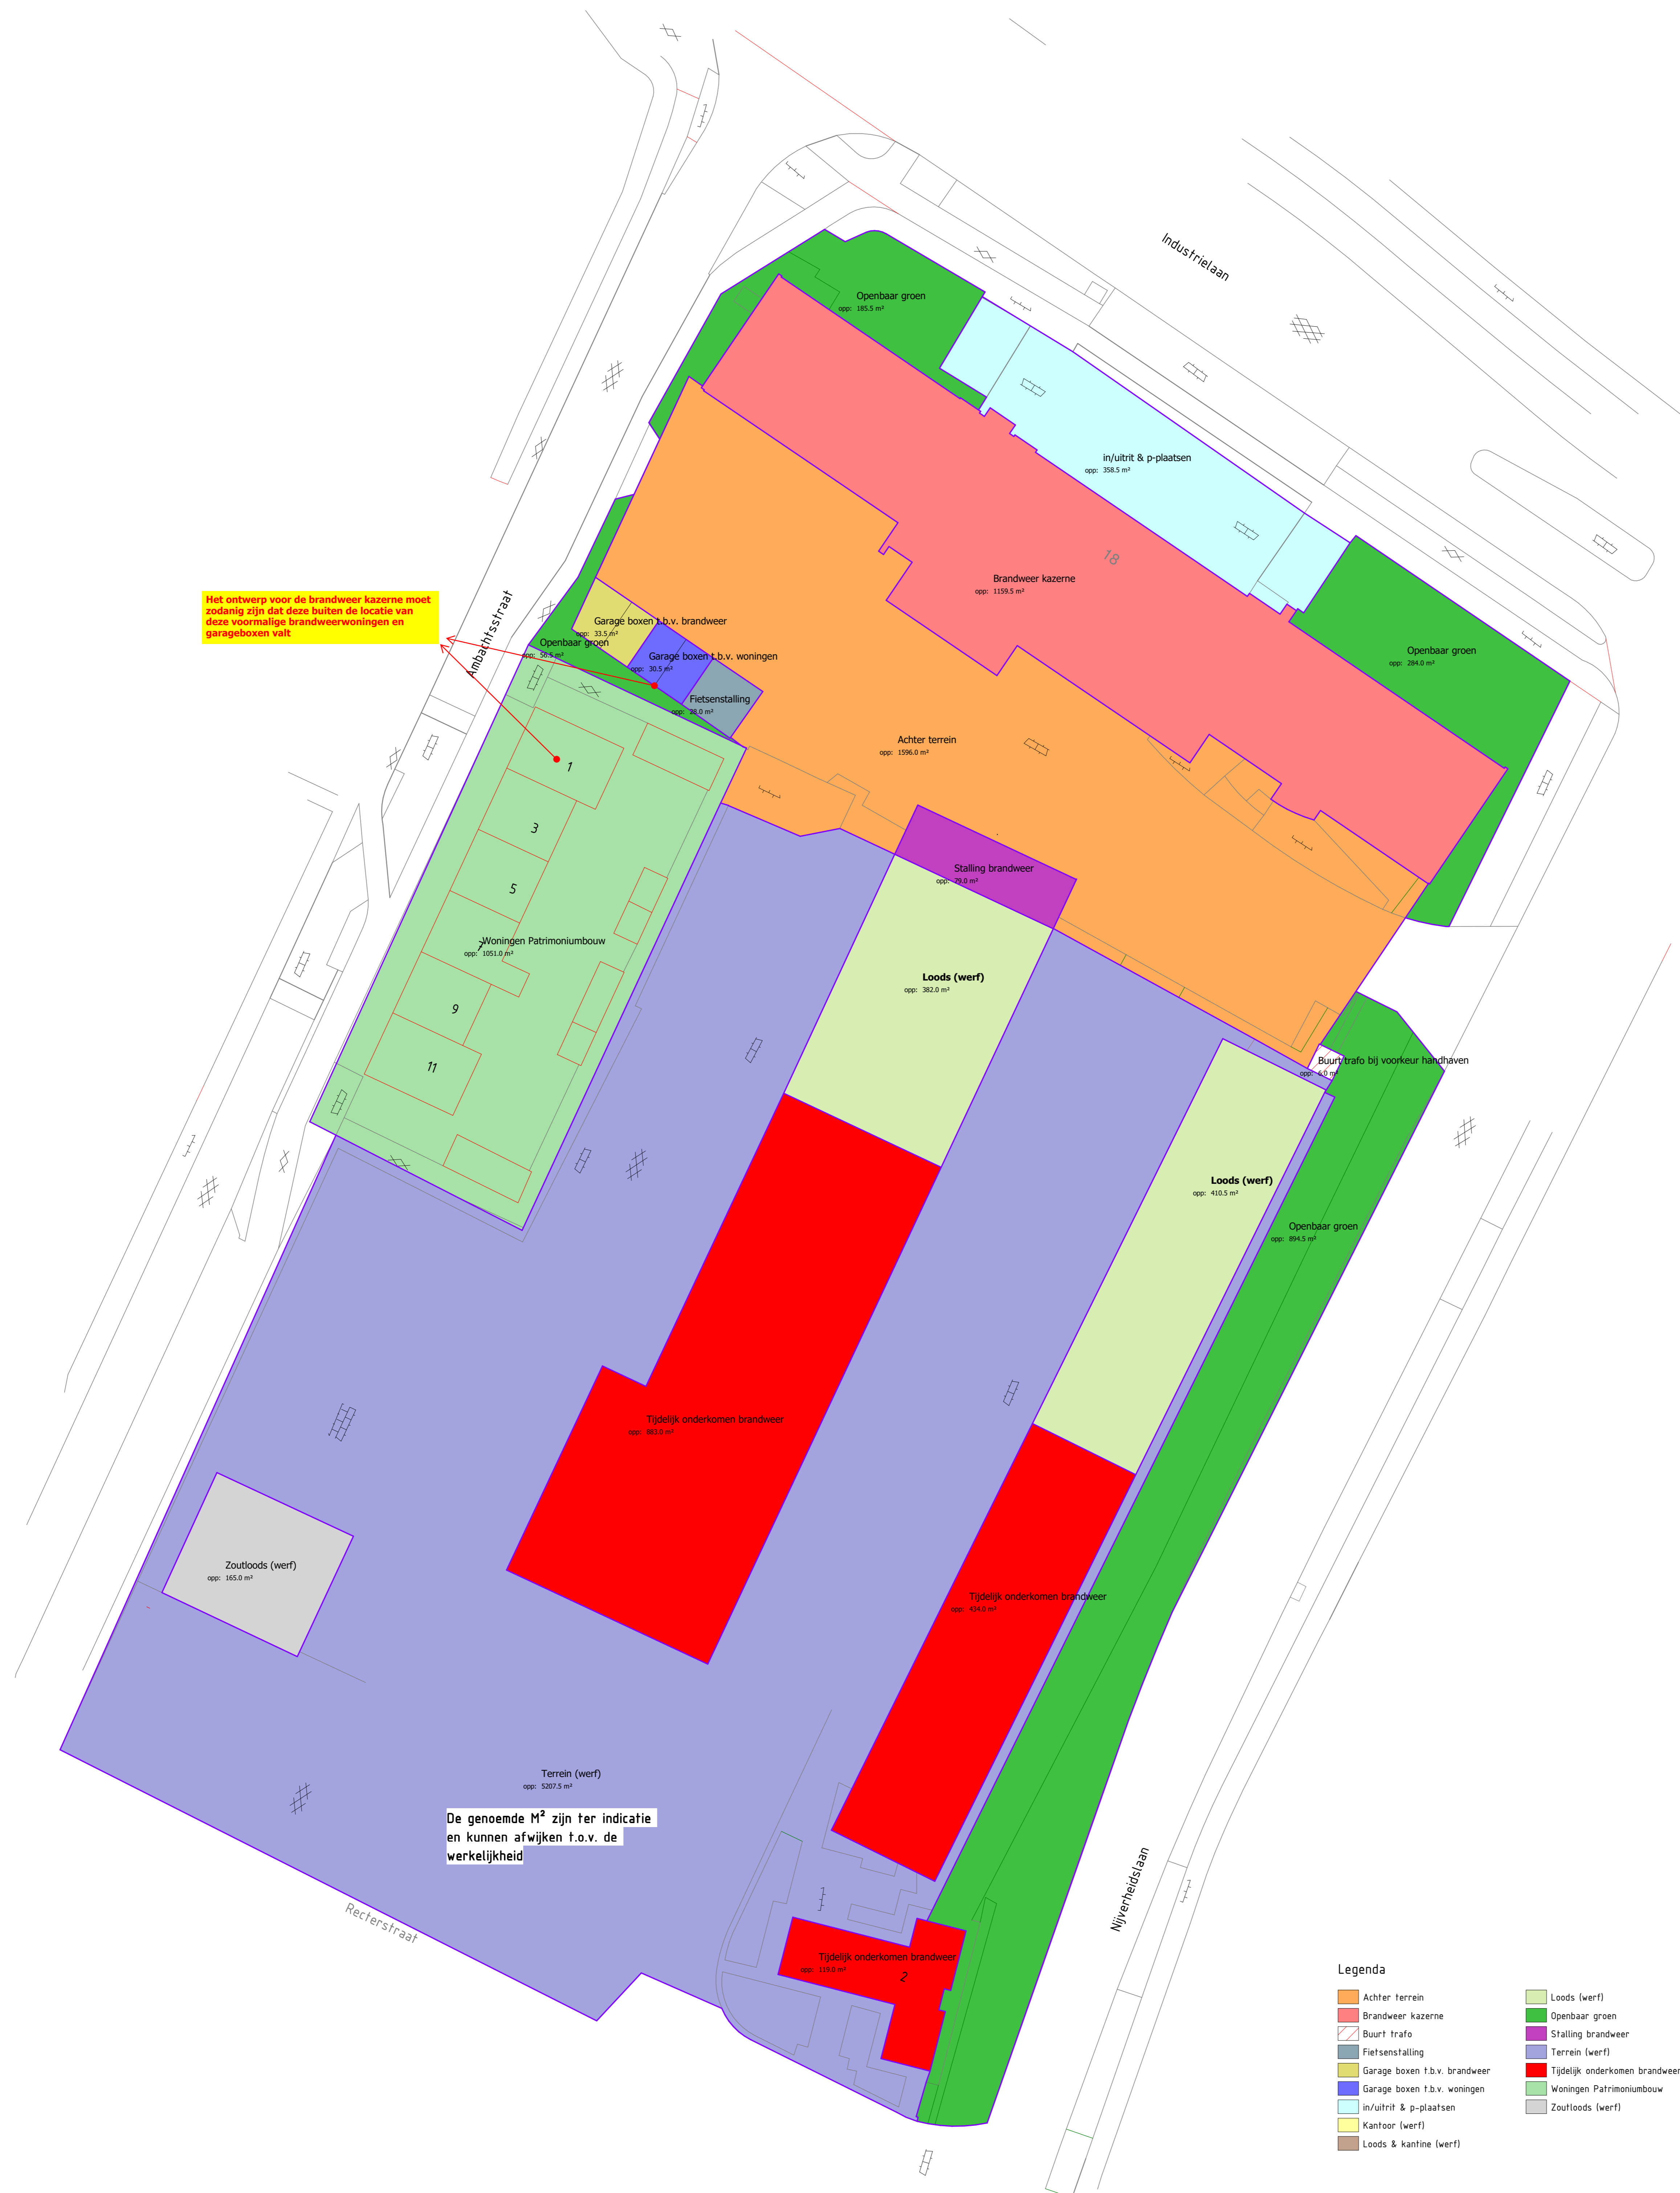 Industrielaan
Openbaar groen
opp: 185.5 m²
in/uitrit & p-plaatsen
opp: 358.5 m²
18
Brandweer kazerne
opp: 1159.5 m²
Het ontwerp voor de brandweer kazerne moet
zodanig zijn dat deze buiten de locatie van
deze voormalige brandweerwoningen en
garageboxen valt
Ambachtsstraat
Garage boxen t.b.v. brandweer
opp: 33.5 m²
Openbaar groen
opp: 56.5 m²
Garage boxen t.b.v. woningen
opp: 30.5 m²
Openbaar groen
opp: 284.0 m²
Fietsenstalling
opp: 28.0 m²
Achter terrein
opp: 1596.0 m²
1
3
5
7
9
11
Stalling brandweer
opp: 79.0 m²
Woningen Patrimoniumbouw
opp: 1051.0 m²
Loods (werf)
opp: 382.0 m²
Buurt trafo bij voorkeur handhaven
opp: 6.0 m²
Loods (werf)
opp: 410.5 m²
Openbaar groen
opp: 894.5 m²
Tijdelijk onderkomen brandweer
opp: 883.0 m²
Zoutloods (werf)
opp: 165.0 m²
Tijdelijk onderkomen brandweer
opp: 434.0 m²
Terrein (werf)
opp: 5207.5 m²
De genoemde M² zijn ter indicatie
en kunnen afwijken t.o.v. de
werkelijkheid
Recterstraat
Nijverheidslaan
Tijdelijk onderkomen brandweer
opp: 119.0 m²
2
Legenda
Achter terrein
Brandweer kazerne
Buurt trafo
Fietsenstalling
Garage boxen t.b.v. brandweer
Garage boxen t.b.v. woningen
in/uitrit & p-plaatsen
Kantoor (werf)
Loods & kantine (werf)
Loods (werf)
Openbaar groen
Stalling brandweer
Terrein (werf)
Tijdelijk onderkomen brandweer
Woningen Patrimoniumbouw
Zoutloods (werf)